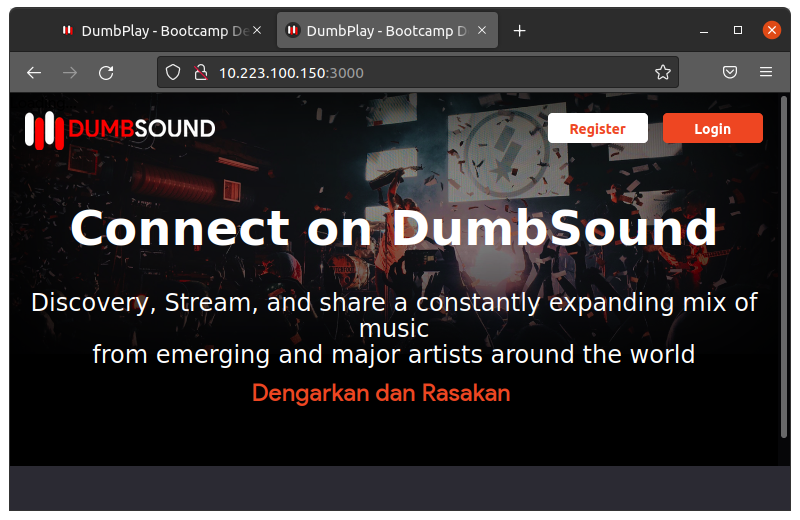 DumbPlay - Bootcamp De
DumbPlay - Bootcamp D
10.223.100.150:3000
DUMBSOUND
Register
Login
Connect on DumbSound
Discovery, Stream, and share a constantly expanding mix of
music
from emerging and major artists around the world
Dengarkan dan Rasakan